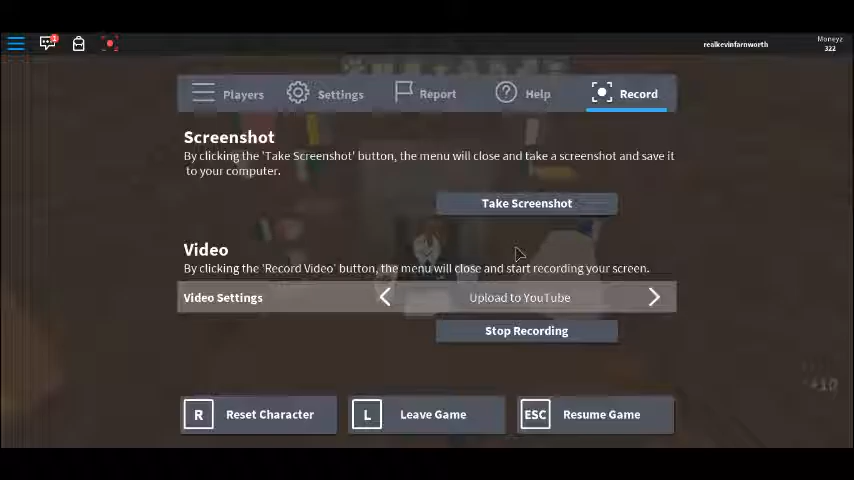 1
realkevinfarnworth
Moneyz
322
Players
Settings
Report
Help
Record
Screenshot
By clicking the 'Take Screenshot' button, the menu will close and take a screenshot and save it
to your computer.
Take Screenshot
Video
By clicking the 'Record Video' button, the menu will close and start recording your screen.
Video Settings
Upload to YouTube
Stop Recording
R Reset Character
L Leave Game
ESC Resume Game
+10